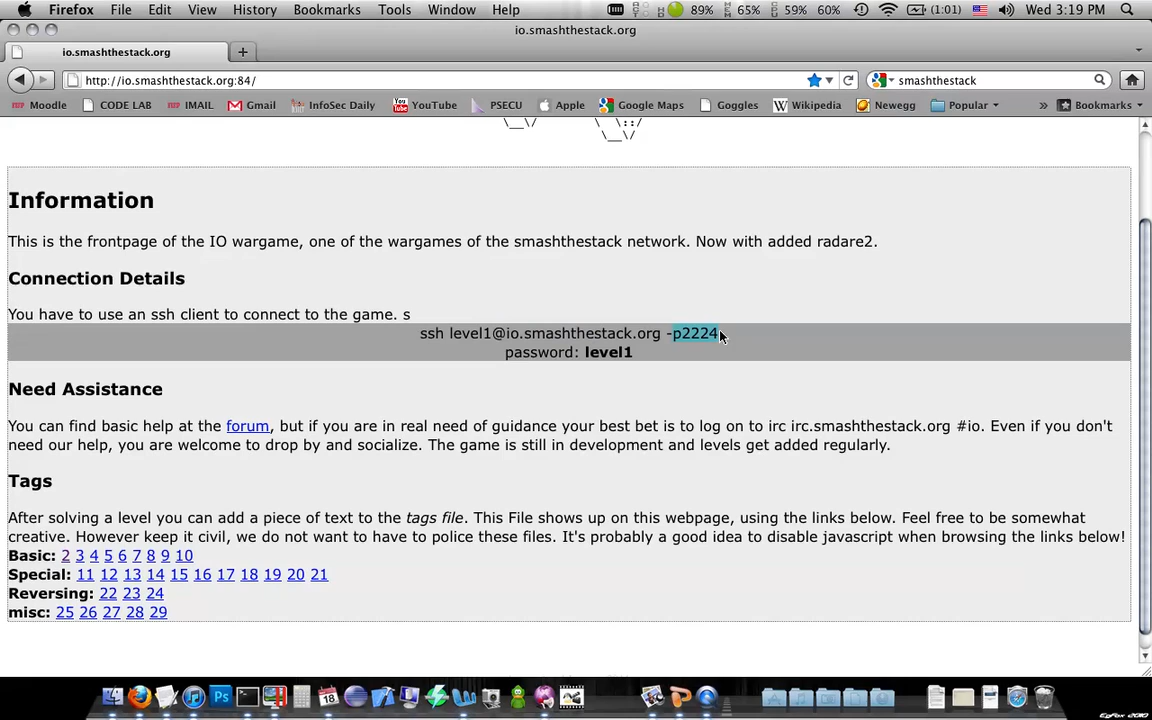 Firefox File Edit View History Bookmarks Tools Window Help 89% 65% 59% 60% (1:01) Wed 3:19 PM
io.smashthestack.org
io.smashthestack.org
http://io.smashthestack.org:84/ smashthestack
Moodle CODE LAB IMAIL Gmail InfoSec Daily YouTube PSECU Apple Google Maps Goggles Wikipedia Newegg Popular » Bookmarks
\__\/ \ \::/
\__\/
Information
This is the frontpage of the IO wargame, one of the wargames of the smashthestack network. Now with added radare2.
Connection Details
You have to use an ssh client to connect to the game. s
ssh level1@io.smashthestack.org -p2224
password: level1
Need Assistance
You can find basic help at the forum, but if you are in real need of guidance your best bet is to log on to irc irc.smashthestack.org #io. Even if you don't
need our help, you are welcome to drop by and socialize. The game is still in development and levels get added regularly.
Tags
After solving a level you can add a piece of text to the tags file. This File shows up on this webpage, using the links below. Feel free to be somewhat
creative. However keep it civil, we do not want to have to police these files. It's probably a good idea to disable javascript when browsing the links below!
Basic: 2 3 4 5 6 7 8 9 10
Special: 11 12 13 14 15 16 17 18 19 20 21
Reversing: 22 23 24
misc: 25 26 27 28 29